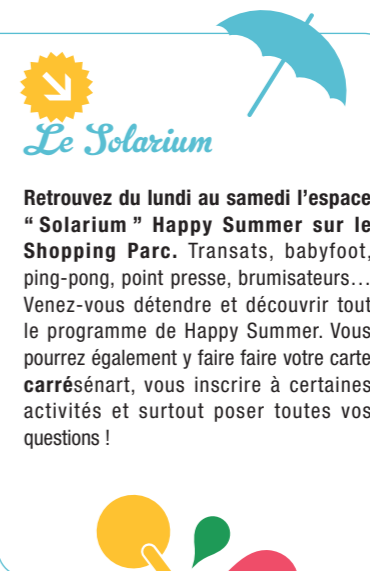 Le Solarium
Retrouvez du lundi au samedi l’espace
“ Solarium ” Happy Summer sur le
Shopping Parc. Transats, babyfoot,
ping-pong, point presse, brumisateurs…
Venez-vous détendre et découvrir tout
le programme de Happy Summer. Vous
pourrez également y faire faire votre carte
carrésénart, vous inscrire à certaines
activités et surtout poser toutes vos
questions !